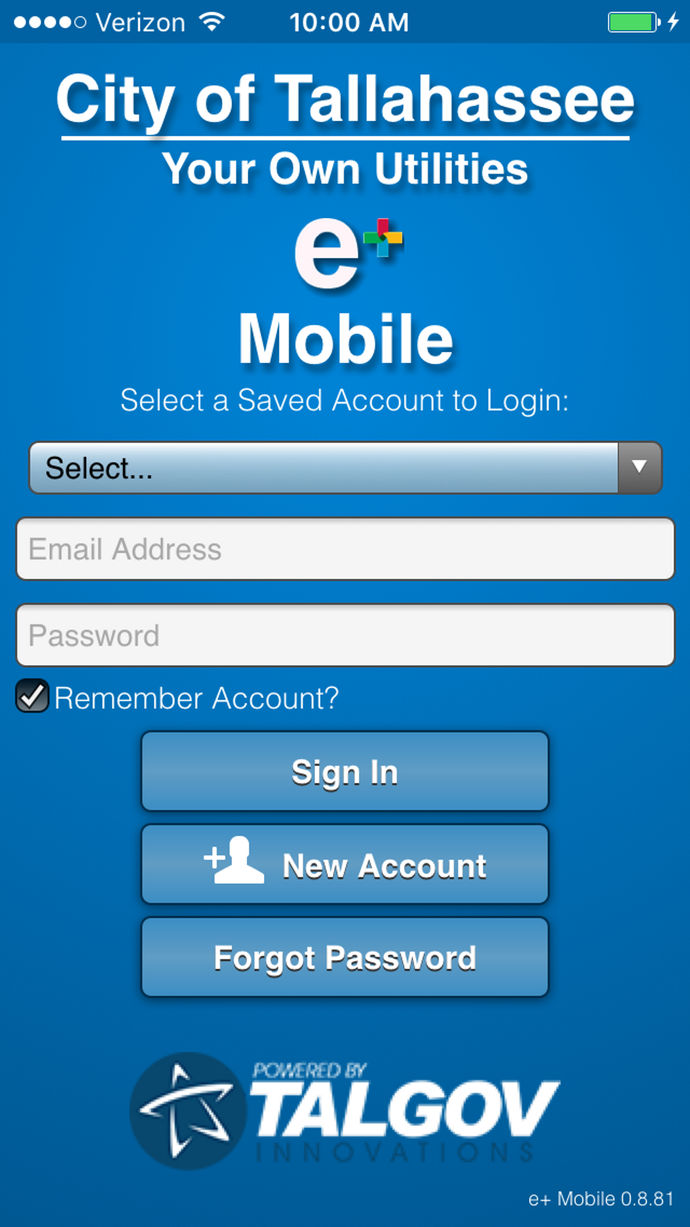 Verizon 10:00 AM
City of Tallahassee
Your Own Utilities
e+
Mobile
Select a Saved Account to Login:
Select...
Email Address
Password
Remember Account?
Sign In
New Account
Forgot Password
POWERED BY
TALGOV
INNOVATIONS
e+ Mobile 0.8.81